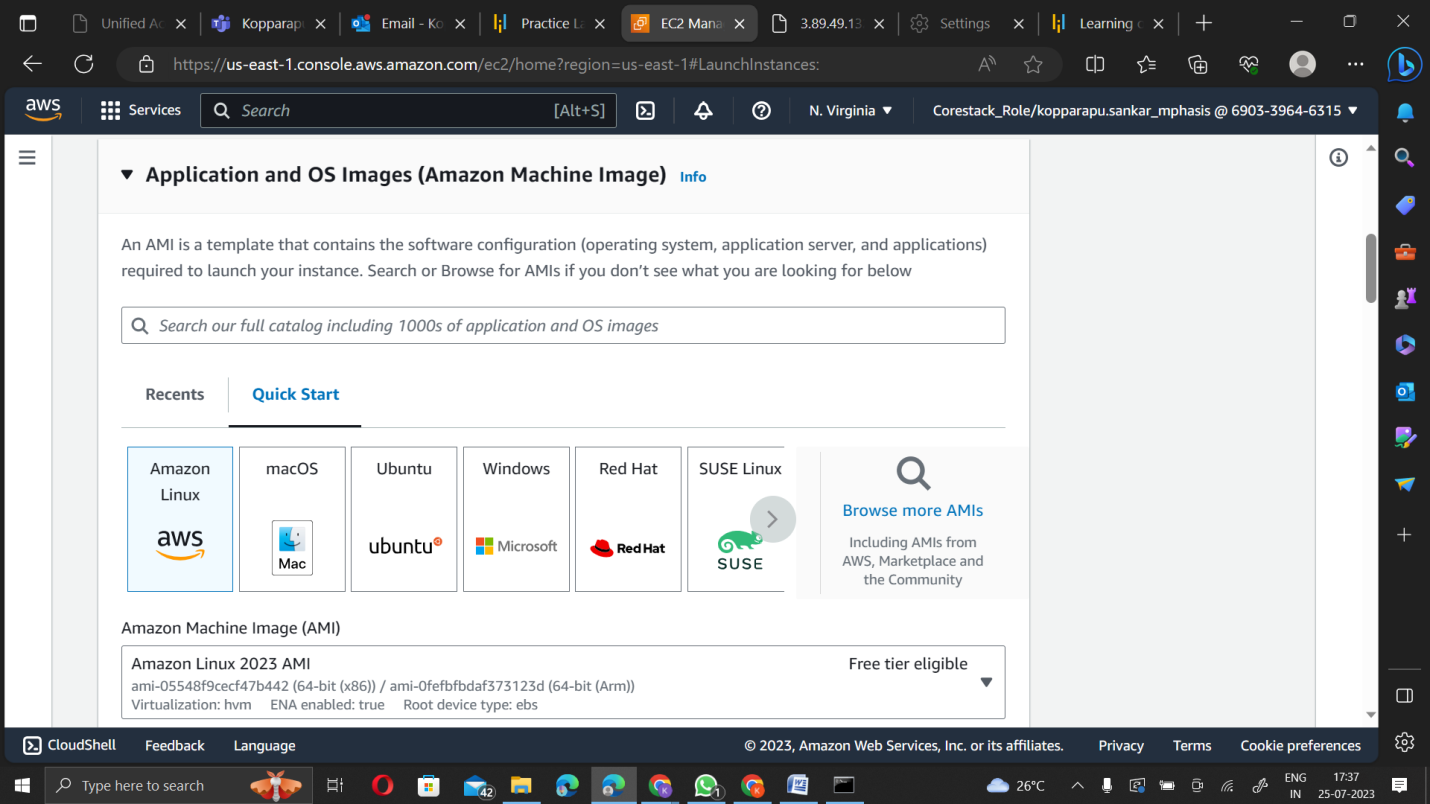 Unified Ac
Kopparap
Email - Ko
Practice La
EC2 Mana
3.89.49.13
Settings
Learning c
https://us-east-1.console.aws.amazon.com/ec2/home?region=us-east-1#LaunchInstances:
aws
Services
Search
[Alt+S]
N. Virginia
Corestack_Role/kopparapu.sankar_mphasis @ 6903-3964-6315
Application and OS Images (Amazon Machine Image) Info
An AMI is a template that contains the software configuration (operating system, application server, and applications)
required to launch your instance. Search or Browse for AMIs if you don't see what you are looking for below
Search our full catalog including 1000s of application and OS images
Recents
Quick Start
Amazon
Linux
aws
macOS
Mac
Ubuntu
ubuntu
Windows
Microsoft
Red Hat
Red Hat
SUSE Linux
SUSE
Browse more AMIs
Including AMIs from
AWS, Marketplace and
the Community
Amazon Machine Image (AMI)
Amazon Linux 2023 AMI
Free tier eligible
ami-05548f9cecf47b442 (64-bit (x86)) / ami-0fefbfbdaf373123d (64-bit (Arm))
Virtualization: hvm ENA enabled: true Root device type: ebs
CloudShell
Feedback
Language
© 2023, Amazon Web Services, Inc. or its affiliates.
Privacy
Terms
Cookie preferences
Type here to search
42
1
26°C
ENG
IN
17:37
25-07-2023